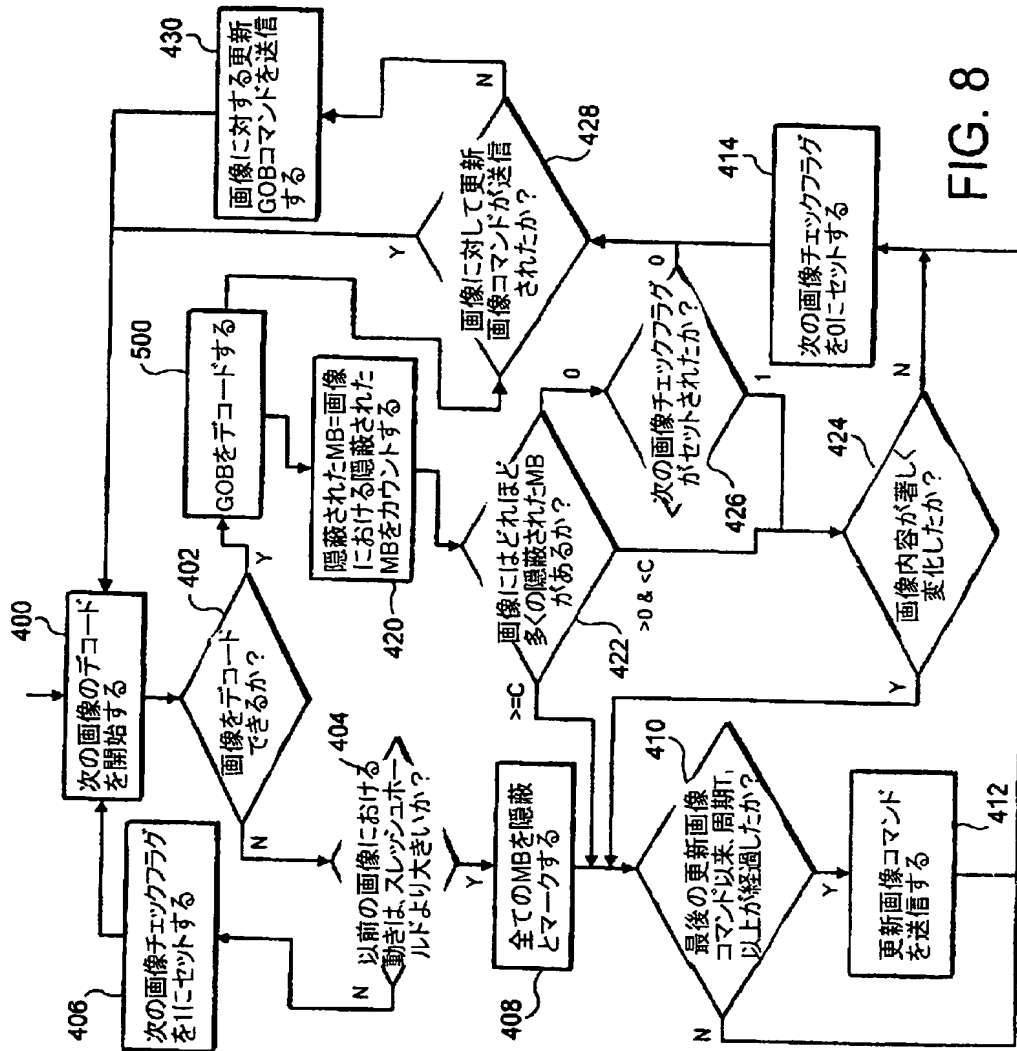 400
次の画像のデコード
を開始する
402
画像をデコード
できるか?
Y
N
404
以前の画像における
動きは、スレッシュホー
ルドより大きいか?
N
Y
406
次の画像チェックフラグ
を1にセットする
408
全てのMBを隠蔽
とマークする
410
最後の更新画像
コマンド以来、周期T,
以上が経過したか?
N
Y
412
更新画像コマンド
を送信する
500
GOBをデコードする
隠蔽されたMB=画像
における隠蔽された
MBをカウントする
420
画像にはどれほど
多くの隠蔽されたMB
があるか?
422
>=C
>0 & <C
0
次の画像チェックフラグ
がセットされたか?
426
0
1
424
画像内容が著しく
変化したか?
Y
N
414
次の画像チェックフラグ
を0にセットする
画像に対して更新
画像コマンドが送信
されたか?
428
Y
N
430
画像に対する更新
GOBコマンドを送信
する
FIG. 8